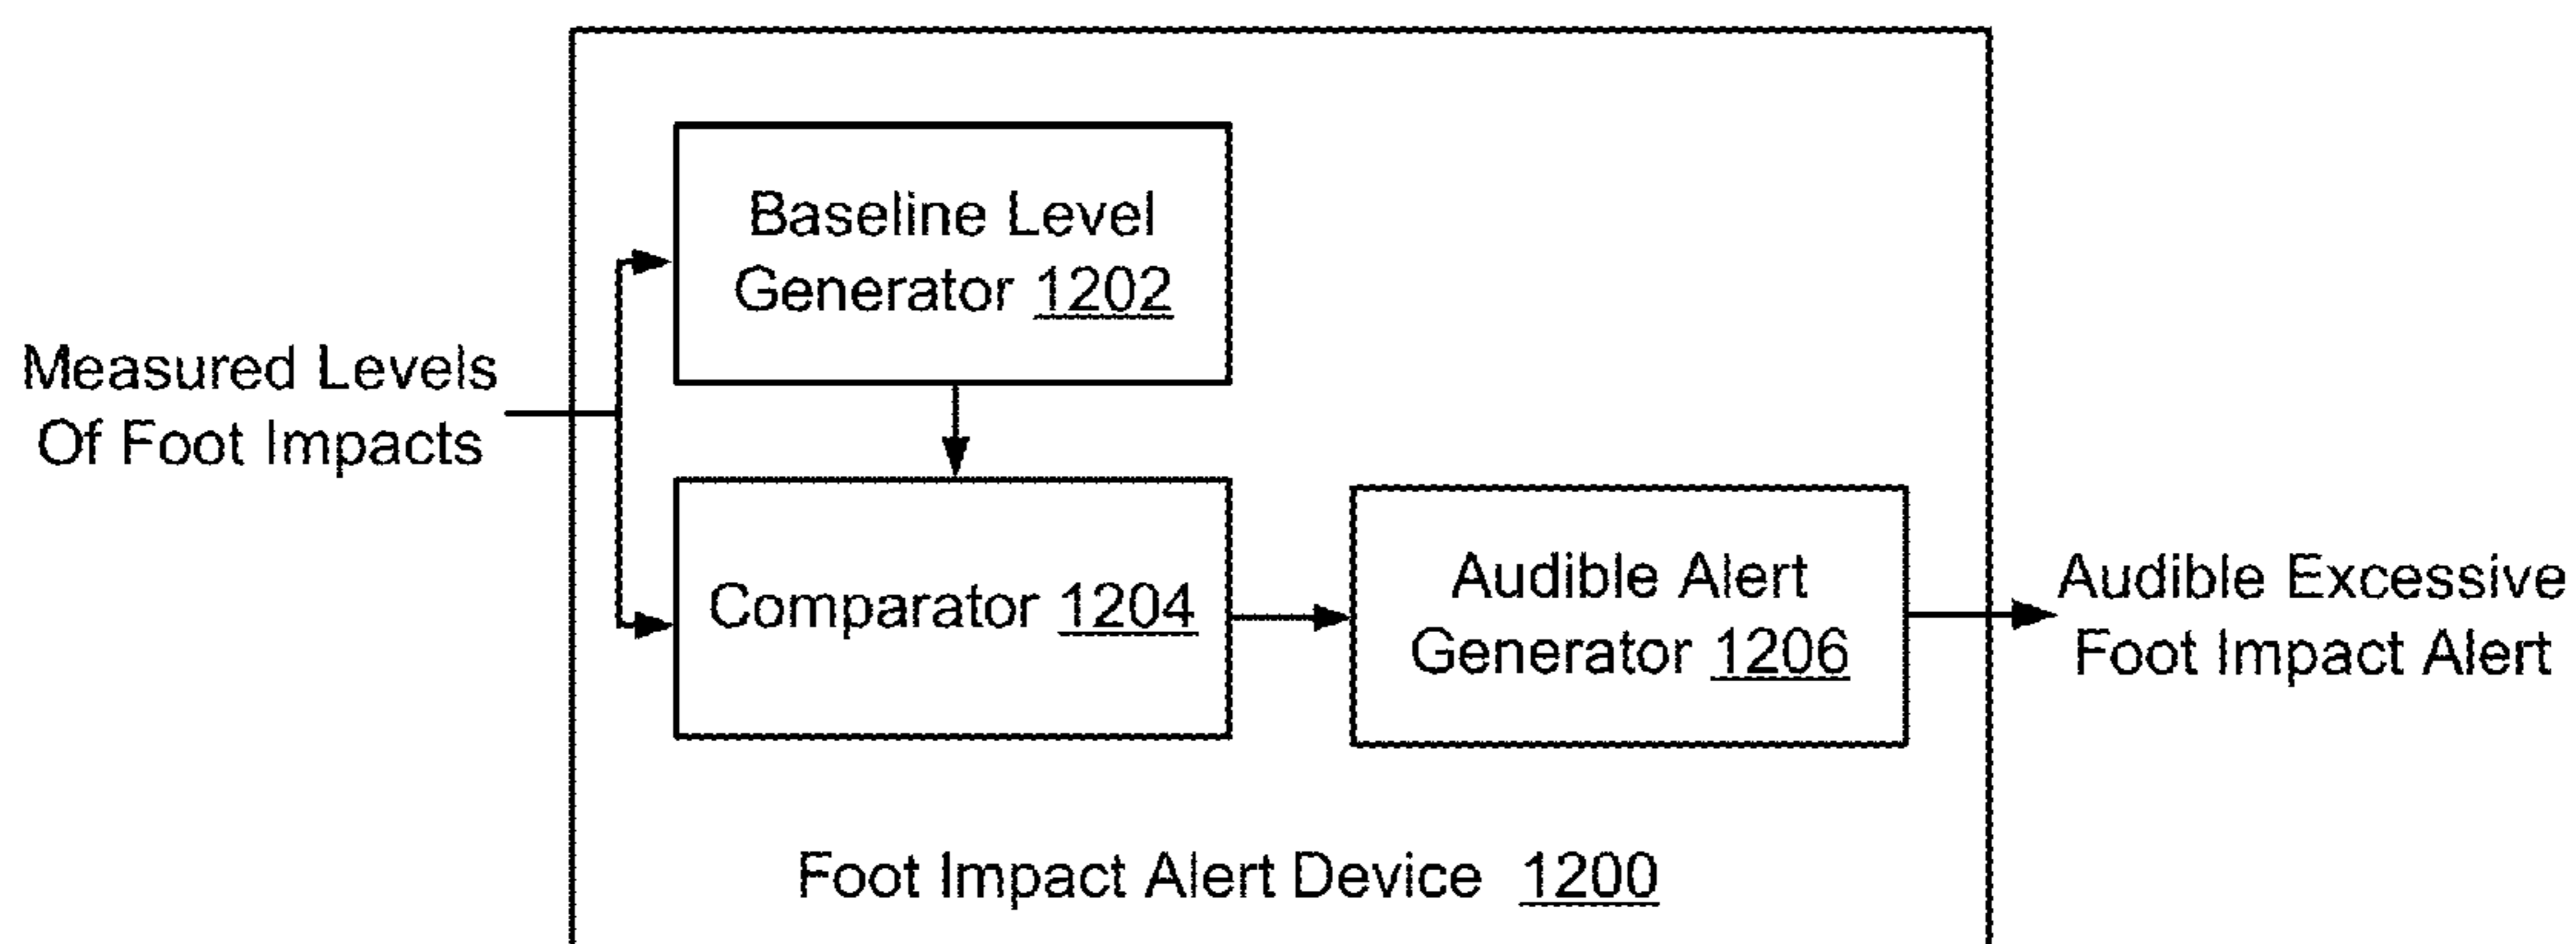 Baseline Level
Generator 1202
Measured Levels
Of Foot Impacts
Comparator 1204
Audible Alert
Generator 1206
Audible Excessive
Foot Impact Alert
Foot Impact Alert Device 1200